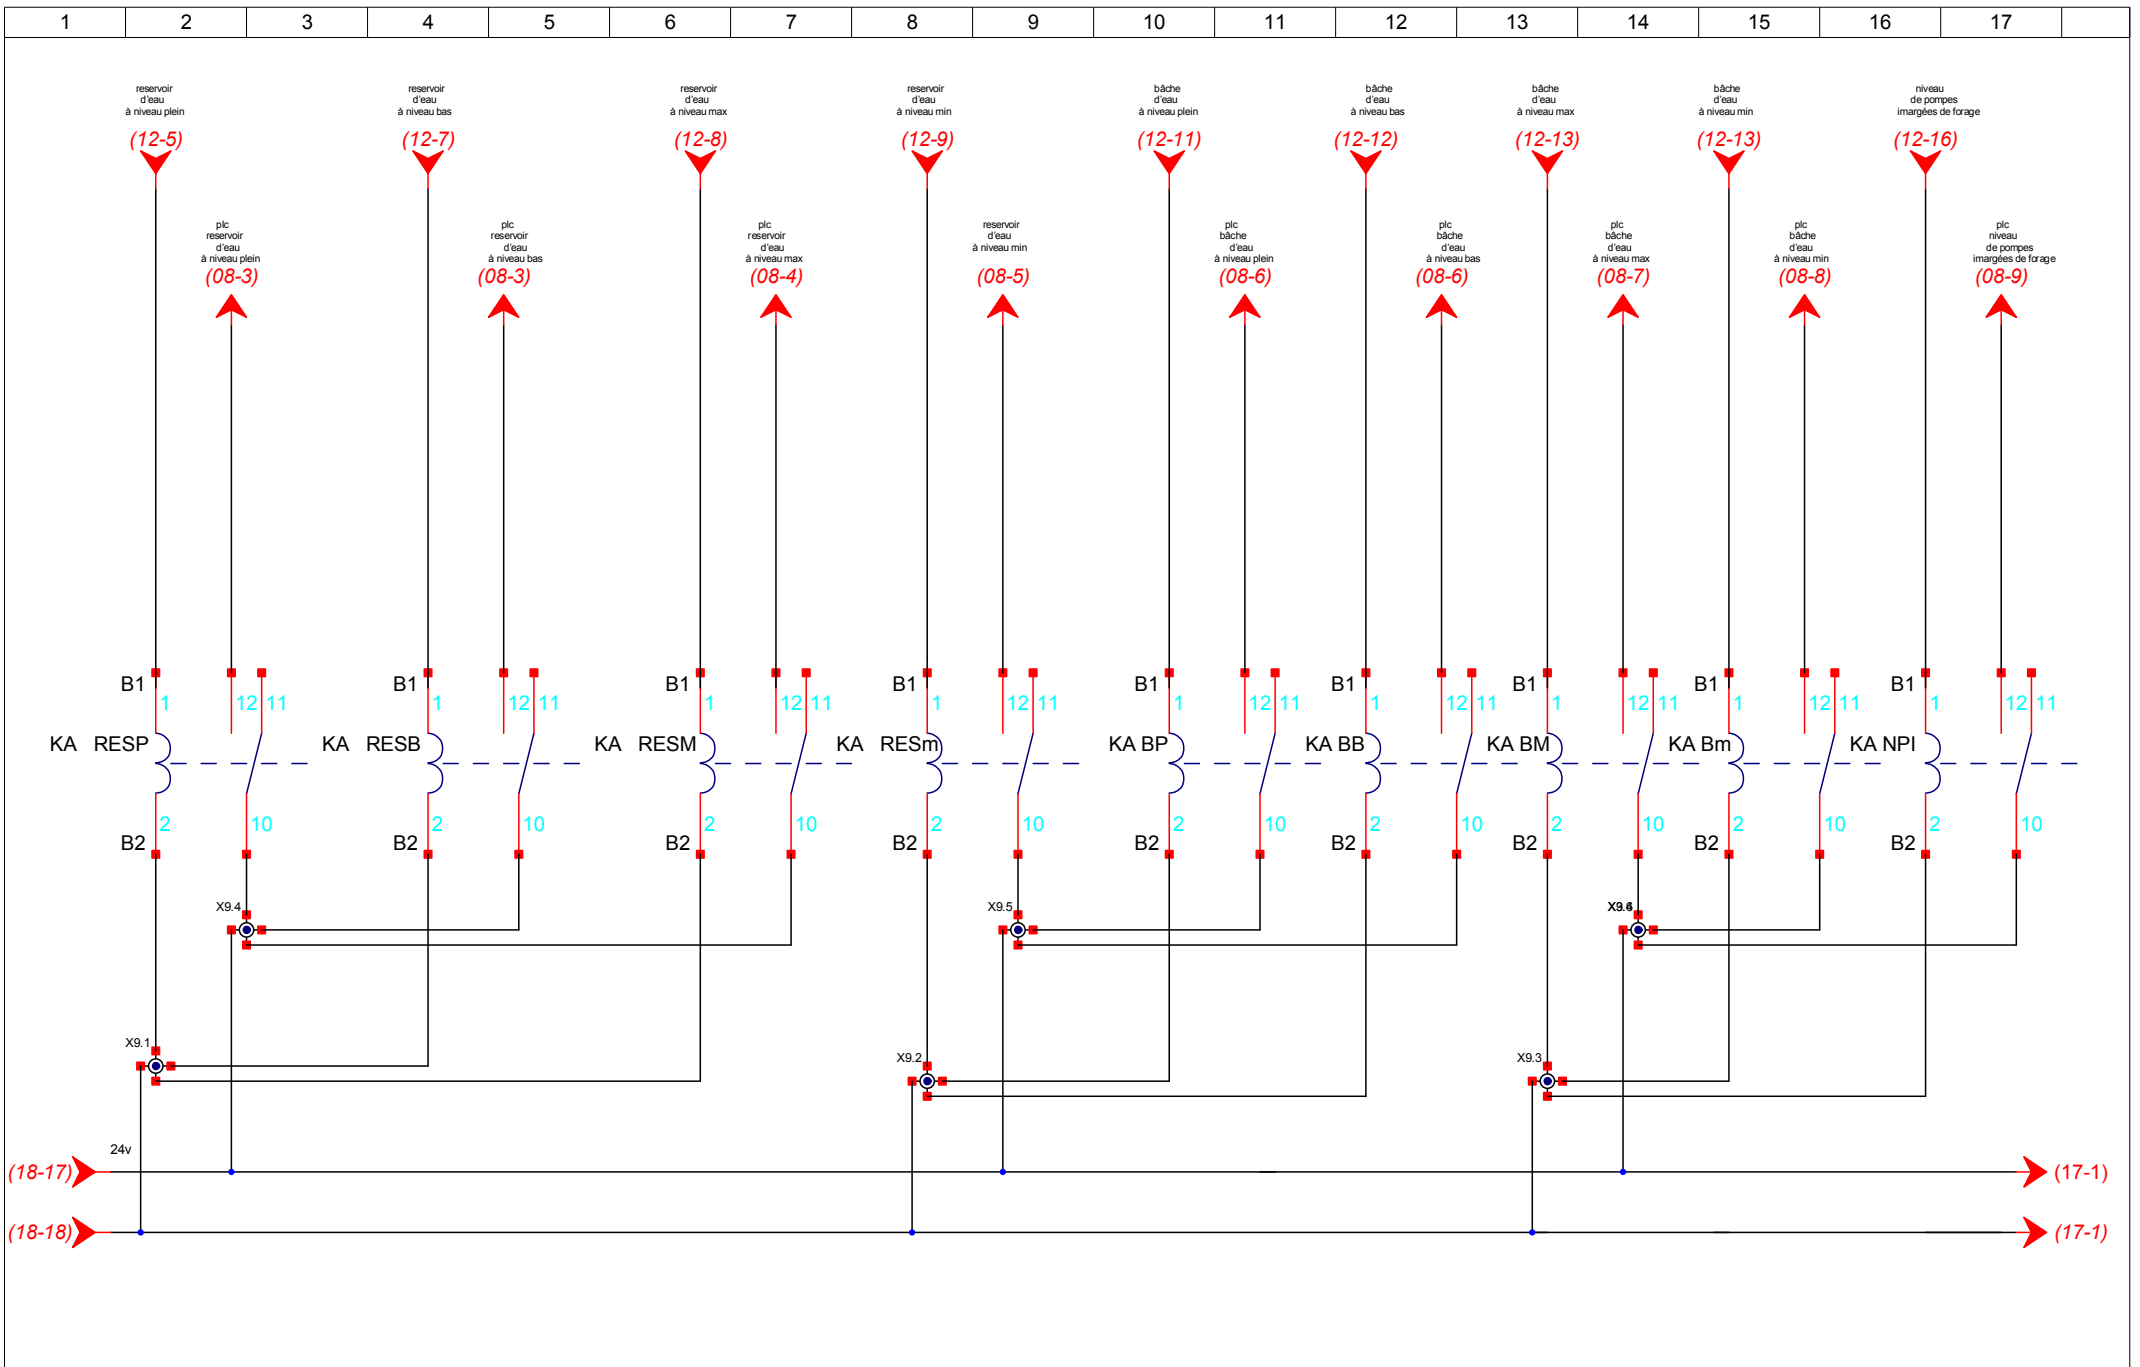 1 2 3 4 5 6 7 8 9 10 11 12 13 14 15 16 17
reservoir
d'eau
à niveau plein
(12-5)
reservoir
d'eau
à niveau bas
(12-7)
reservoir
d'eau
à niveau max
(12-8)
reservoir
d'eau
à niveau min
(12-9)
bâche
d'eau
à niveau plein
(12-11)
bâche
d'eau
à niveau bas
(12-12)
bâche
d'eau
à niveau max
(12-13)
bâche
d'eau
à niveau min
(12-13)
niveau
de pompes
imargées de forage
(12-16)
plc
reservoir
d'eau
à niveau plein
(08-3)
plc
reservoir
d'eau
à niveau bas
(08-3)
plc
reservoir
d'eau
à niveau max
(08-4)
reservoir
d'eau
à niveau min
(08-5)
plc
bâche
d'eau
à niveau plein
(08-6)
plc
bâche
d'eau
à niveau bas
(08-6)
plc
bâche
d'eau
à niveau max
(08-7)
plc
bâche
d'eau
à niveau min
(08-8)
plc
niveau
de pompes
imargées de forage
(08-9)
B1 B1 B1 B1 B1 B1 B1 B1 B1
1 12 11 1 12 11 1 12 11 1 12 11 1 12 11 1 12 11 1 12 11 1 12 11 1 12 11
KA RESP KA RESB KA RESM KA RESm KA BP KA BB KA BM KA Bm KA NPI
2 10 2 10 2 10 2 10 2 10 2 10 2 10 2 10 2 10
B2 B2 B2 B2 B2 B2 B2 B2 B2
X9.4 X9.5
X9.1 X9.2 X9.3
24v
(18-17) (17-1)
(18-18) (17-1)